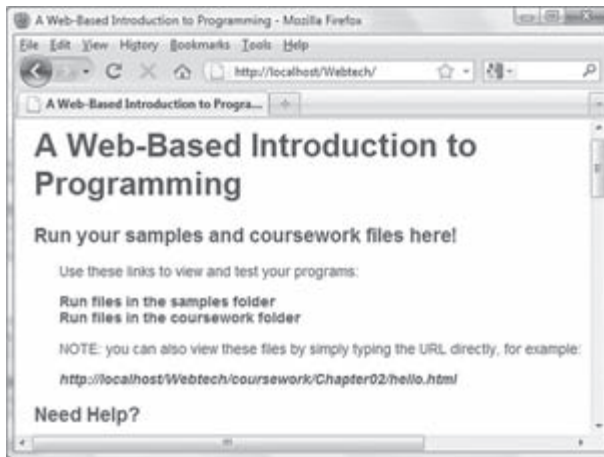 A Web-Based Introduction to Programming - Mozilla Firefox
File Edit View History Bookmarks Tools Help
http://localhost/Webtech/
A Web-Based Introduction to Progra...
A Web-Based Introduction to
Programming
Run your samples and coursework files here!
Use these links to view and test your programs:
Run files in the samples folder
Run files in the coursework folder
NOTE: you can also view these files by simply typing the URL directly, for example:
http://localhost/Webtech/coursework/Chapter02/hello.html
Need Help?